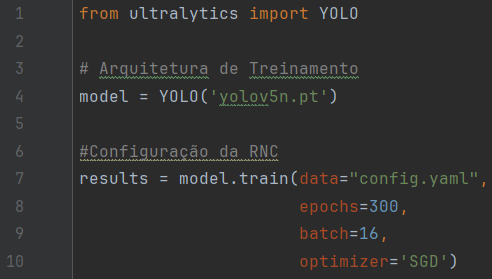 1 from ultralytics import YOLO
2
3 # Arquitetura de Treinamento
4 model = YOLO('yolov5n.pt')
5
6 #Configuração da RNC
7 results = model.train(data="config.yaml",
8 epochs=300,
9 batch=16,
10 optimizer='SGD')